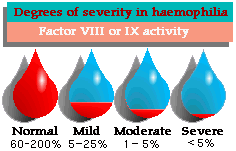 Degrees of severity in haemophilia
Factor VIII or IX activity
Normal Mild Moderate Severe
60-200% 5-25% 1-5% <5%